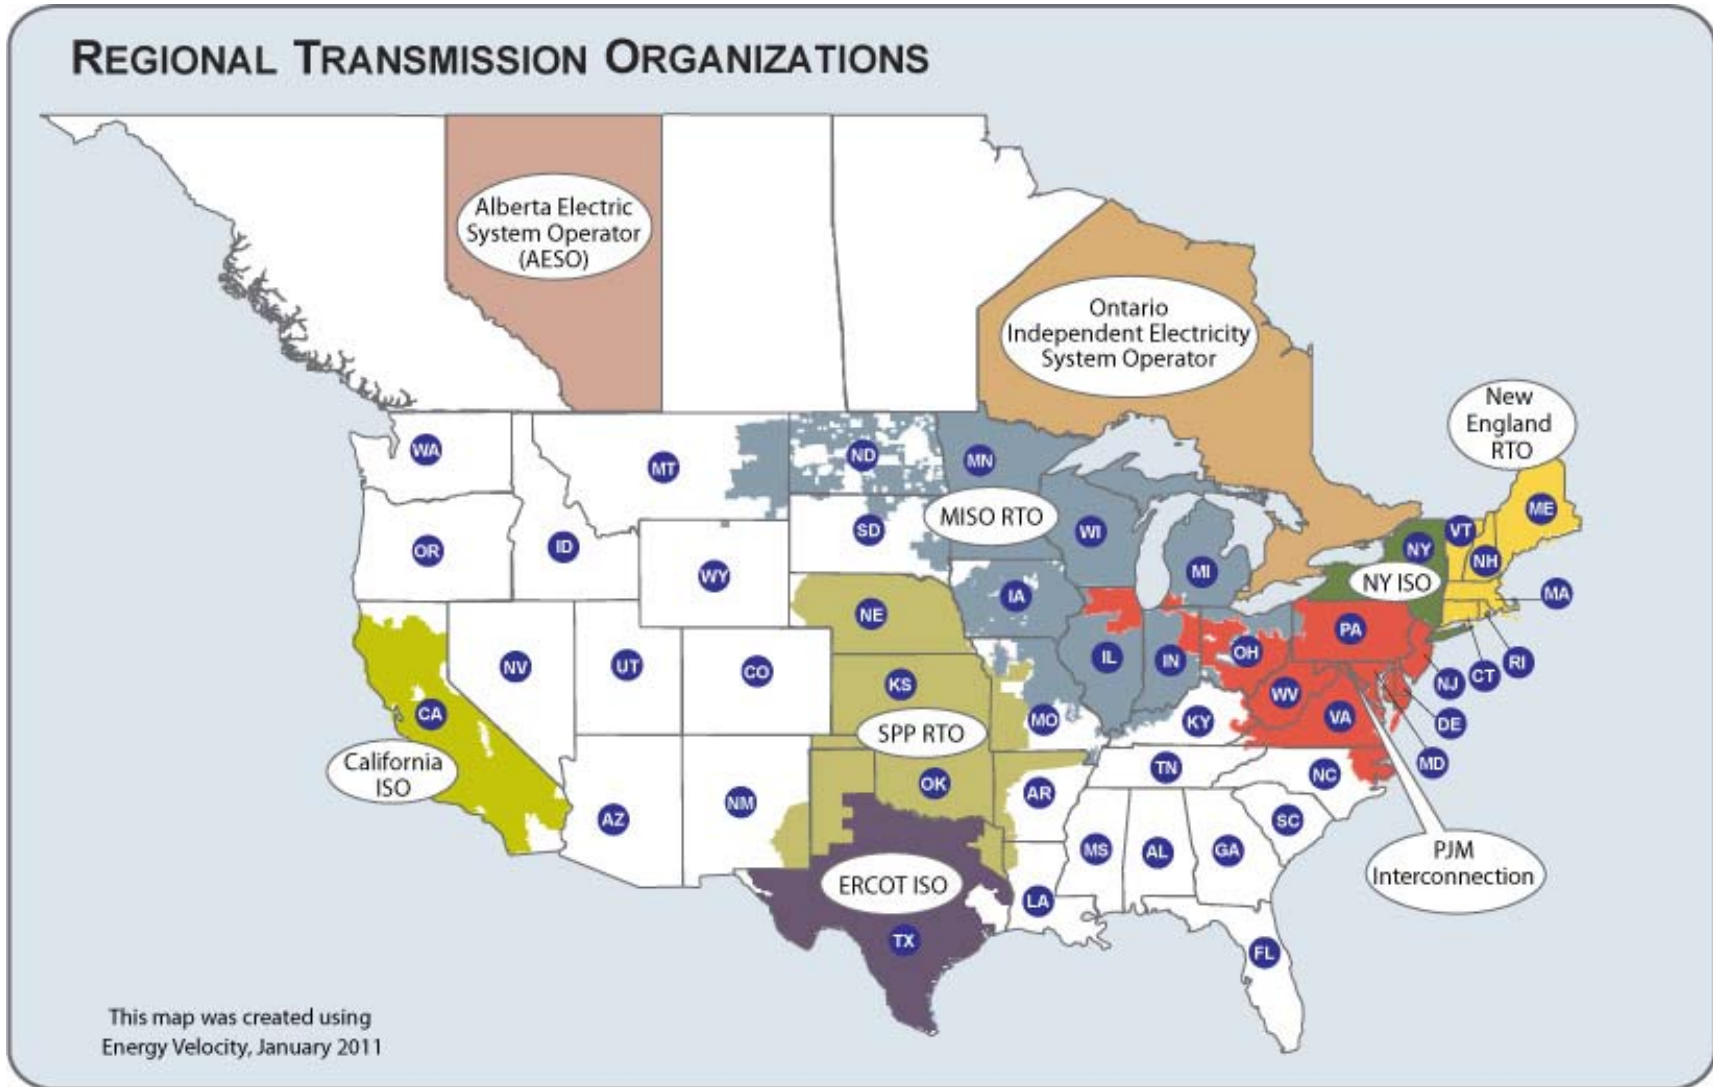 REGIONAL TRANSMISSION ORGANIZATIONS
Alberta Electric
System Operator
(AESO)
Ontario
Independent Electricity
System Operator
New
England
RTO
WA
MT
ND
MN
MISO RTO
ME
VT
NH
NY
OR
ID
SD
WI
MI
WY
NY ISO
MA
IA
NE
PA
NV
UT
CO
KS
IL
IN
OH
RI
CT
NJ
WV
VA
DE
CA
SPP RTO
MO
KY
MD
California
ISO
TN
NC
OK
AR
NM
AZ
SC
MS
AL
GA
PJM
Interconnection
ERCOT ISO
LA
TX
FL
This map was created using
Energy Velocity, January 2011